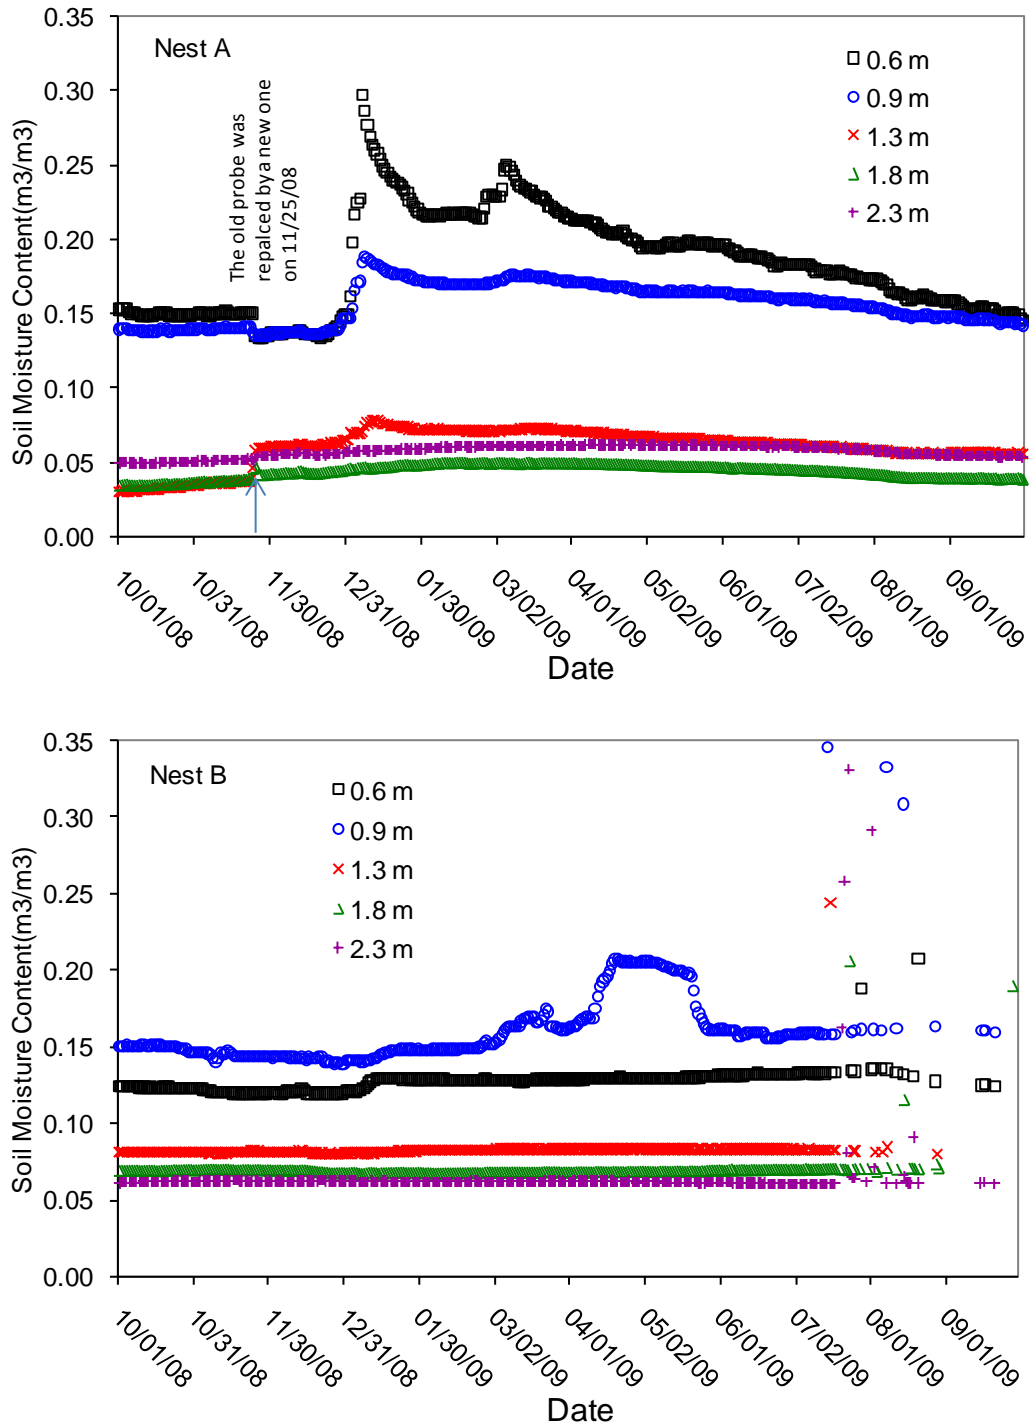 0.35
Nest A
0.6 m
0.9 m
1.3 m
1.8 m
2.3 m
The old probe was
repalced by a new one
on 11/25/08
0.30
0.25
0.20
0.15
0.10
0.05
0.00
Soil Moisture Content(m3/m3)
10/01/08
10/31/08
11/30/08
12/31/08
01/30/09
03/02/09
04/01/09
05/02/09
06/01/09
07/02/09
08/01/09
09/01/09
Date
0.35
Nest B
0.6 m
0.9 m
1.3 m
1.8 m
2.3 m
0.30
0.25
0.20
0.15
0.10
0.05
0.00
Soil Moisture Content(m3/m3)
10/01/08
10/31/08
11/30/08
12/31/08
01/30/09
03/02/09
04/01/09
05/02/09
06/01/09
07/02/09
08/01/09
09/01/09
Date